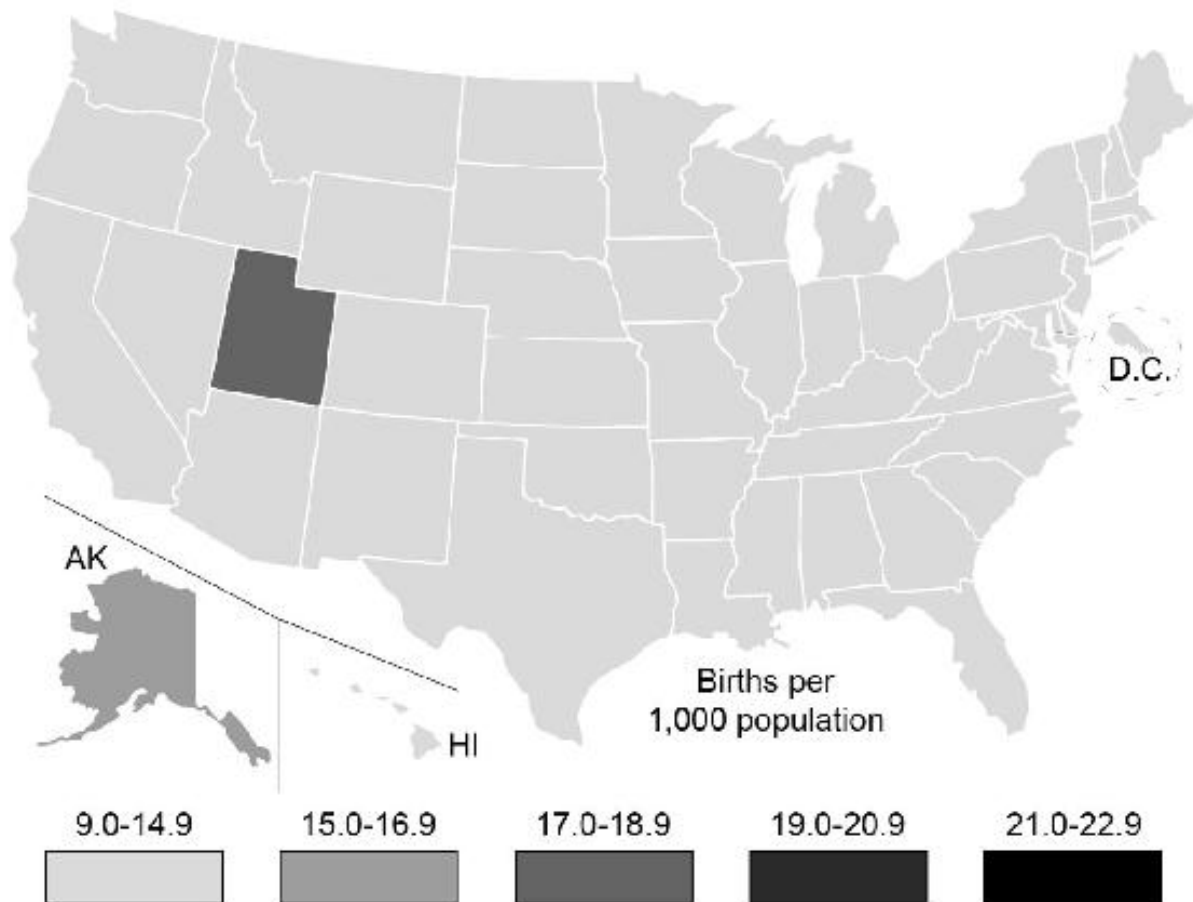 D.C.
AK
HI
Births per
1,000 population
9.0-14.9
15.0-16.9
17.0-18.9
19.0-20.9
21.0-22.9